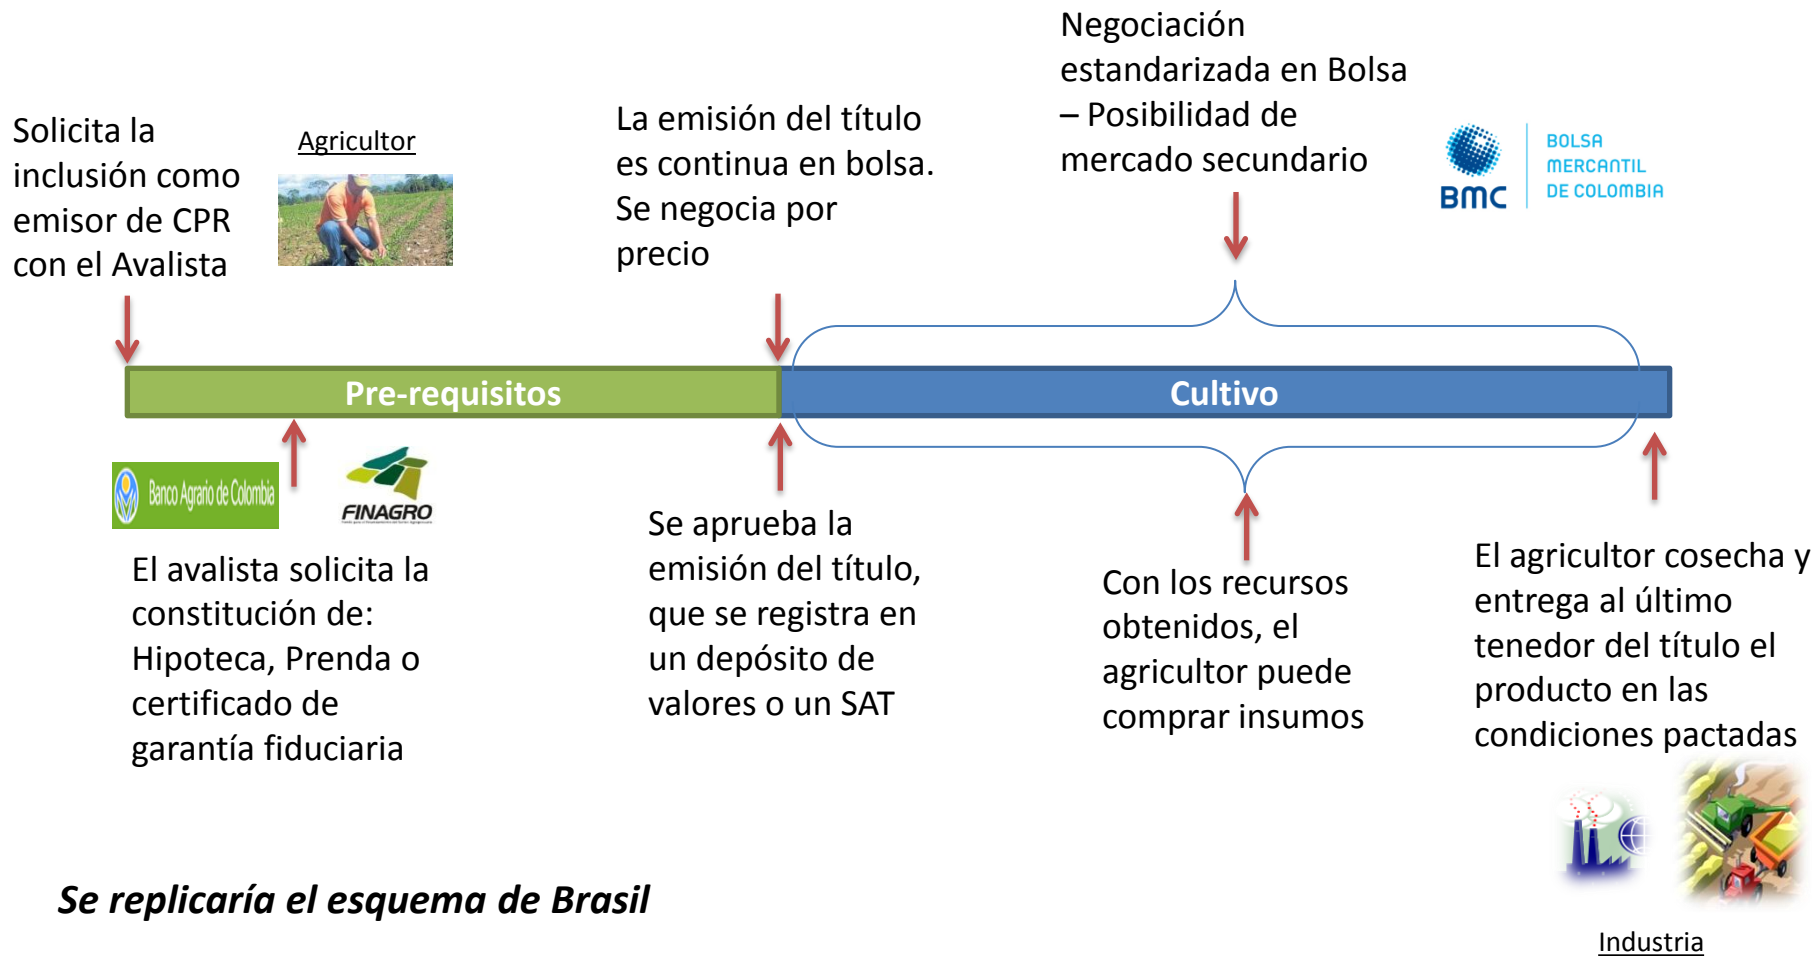 Solicita la
inclusión como
emisor de CPR
con el Avalista
Agricultor
La emisión del título
es continua en bolsa.
Se negocia por
precio
Negociación
estandarizada en Bolsa
– Posibilidad de
mercado secundario
BMC
BOLSA
MERCANTIL
DE COLOMBIA
Pre-requisitos
Cultivo
Banco Agrario de Colombia
FINAGRO
El avalista solicita la
constitución de:
Hipoteca, Prenda o
certificado de
garantía fiduciaria
Se aprueba la
emisión del título,
que se registra en
un depósito de
valores o un SAT
Con los recursos
obtenidos, el
agricultor puede
comprar insumos
El agricultor cosecha y
entrega al último
tenedor del título el
producto en las
condiciones pactadas
Se replicaría el esquema de Brasil
Industria